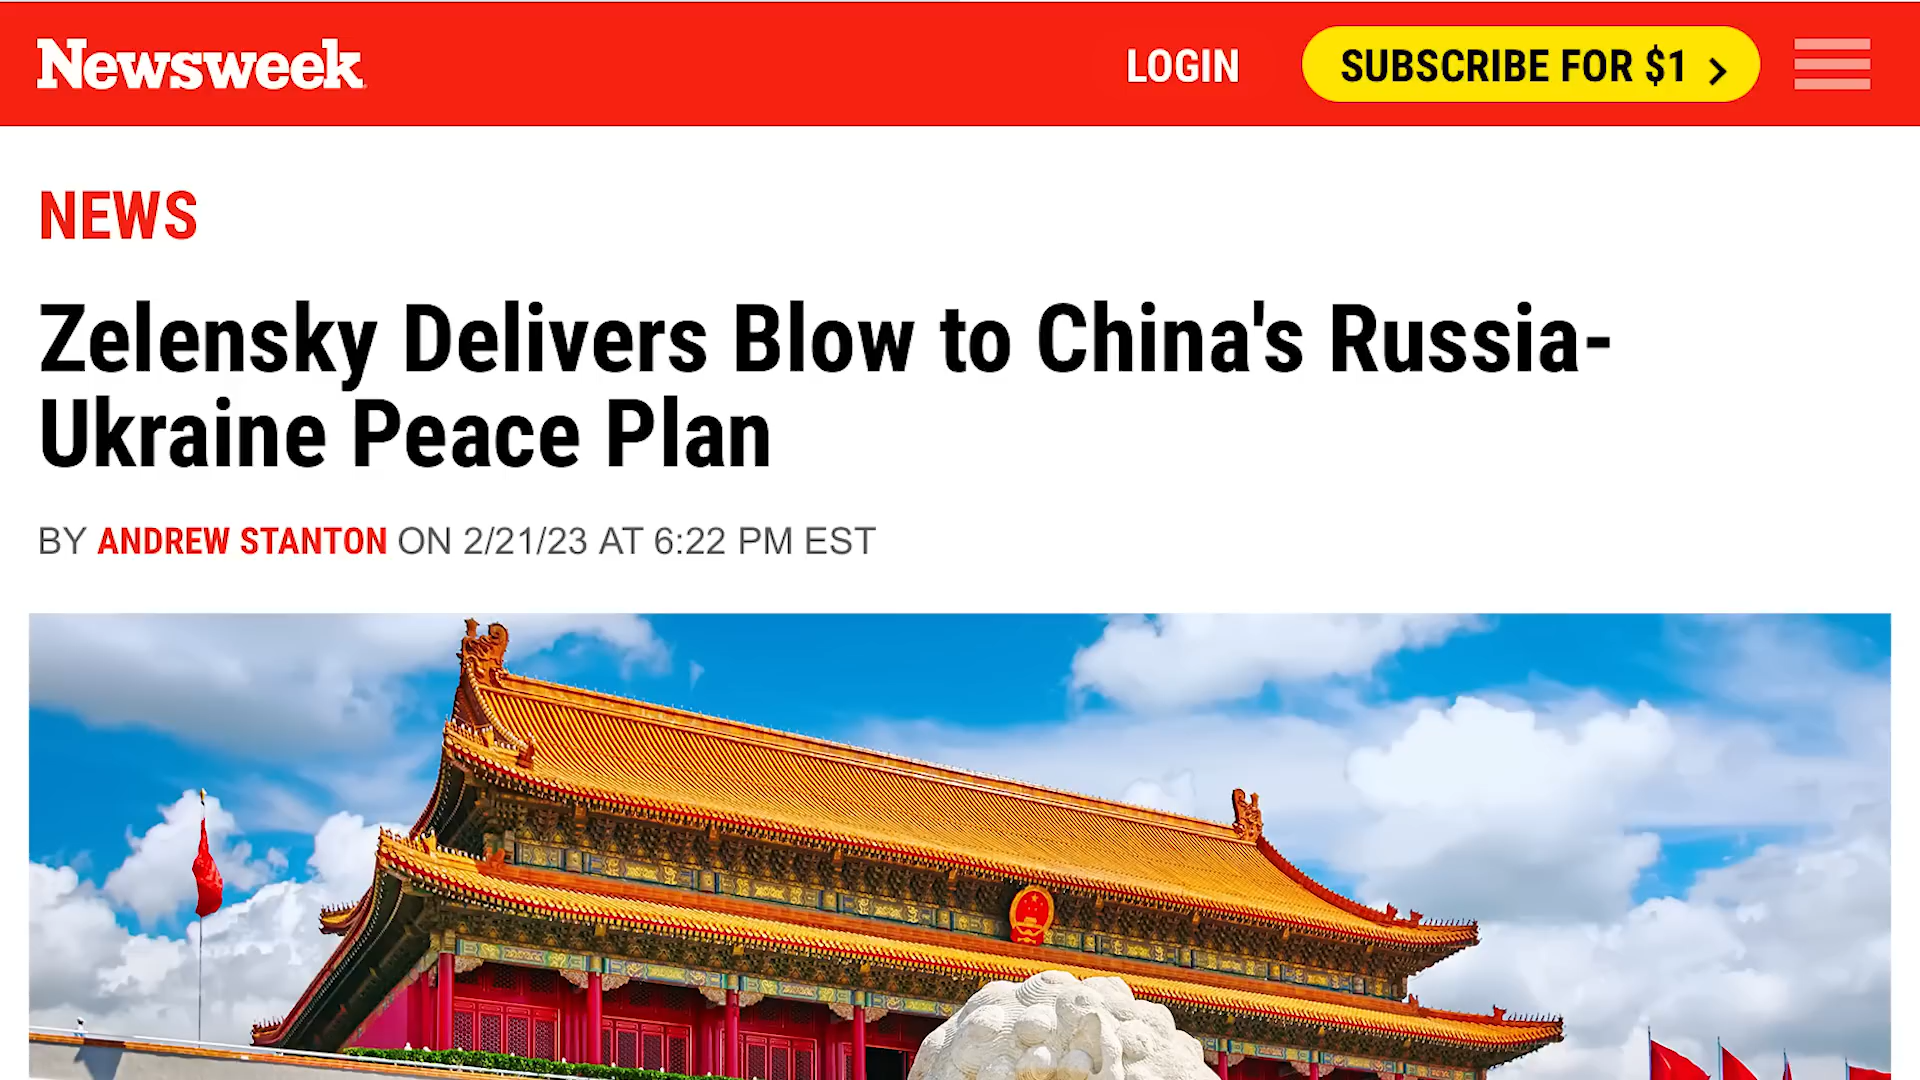 Newsweek
LOGIN
SUBSCRIBE FOR $1 >
NEWS
Zelensky Delivers Blow to China's Russia-
Ukraine Peace Plan
BY ANDREW STANTON ON 2/21/23 AT 6:22 PM EST